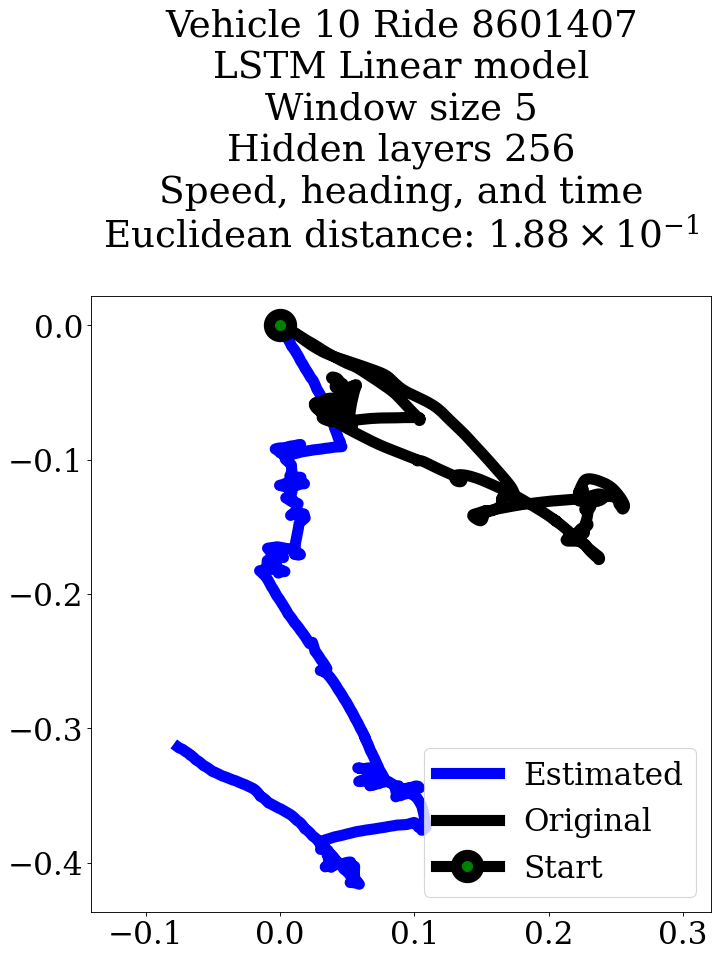 Vehicle 10 Ride 8601407
LSTM Linear model
Window size 5
Hidden layers 256
Speed, heading, and time
Euclidean distance: 1.88 × 10⁻¹
0.0
−0.1
−0.2
−0.3
−0.4
Estimated
Original
Start
−0.1 0.0 0.1 0.2 0.3